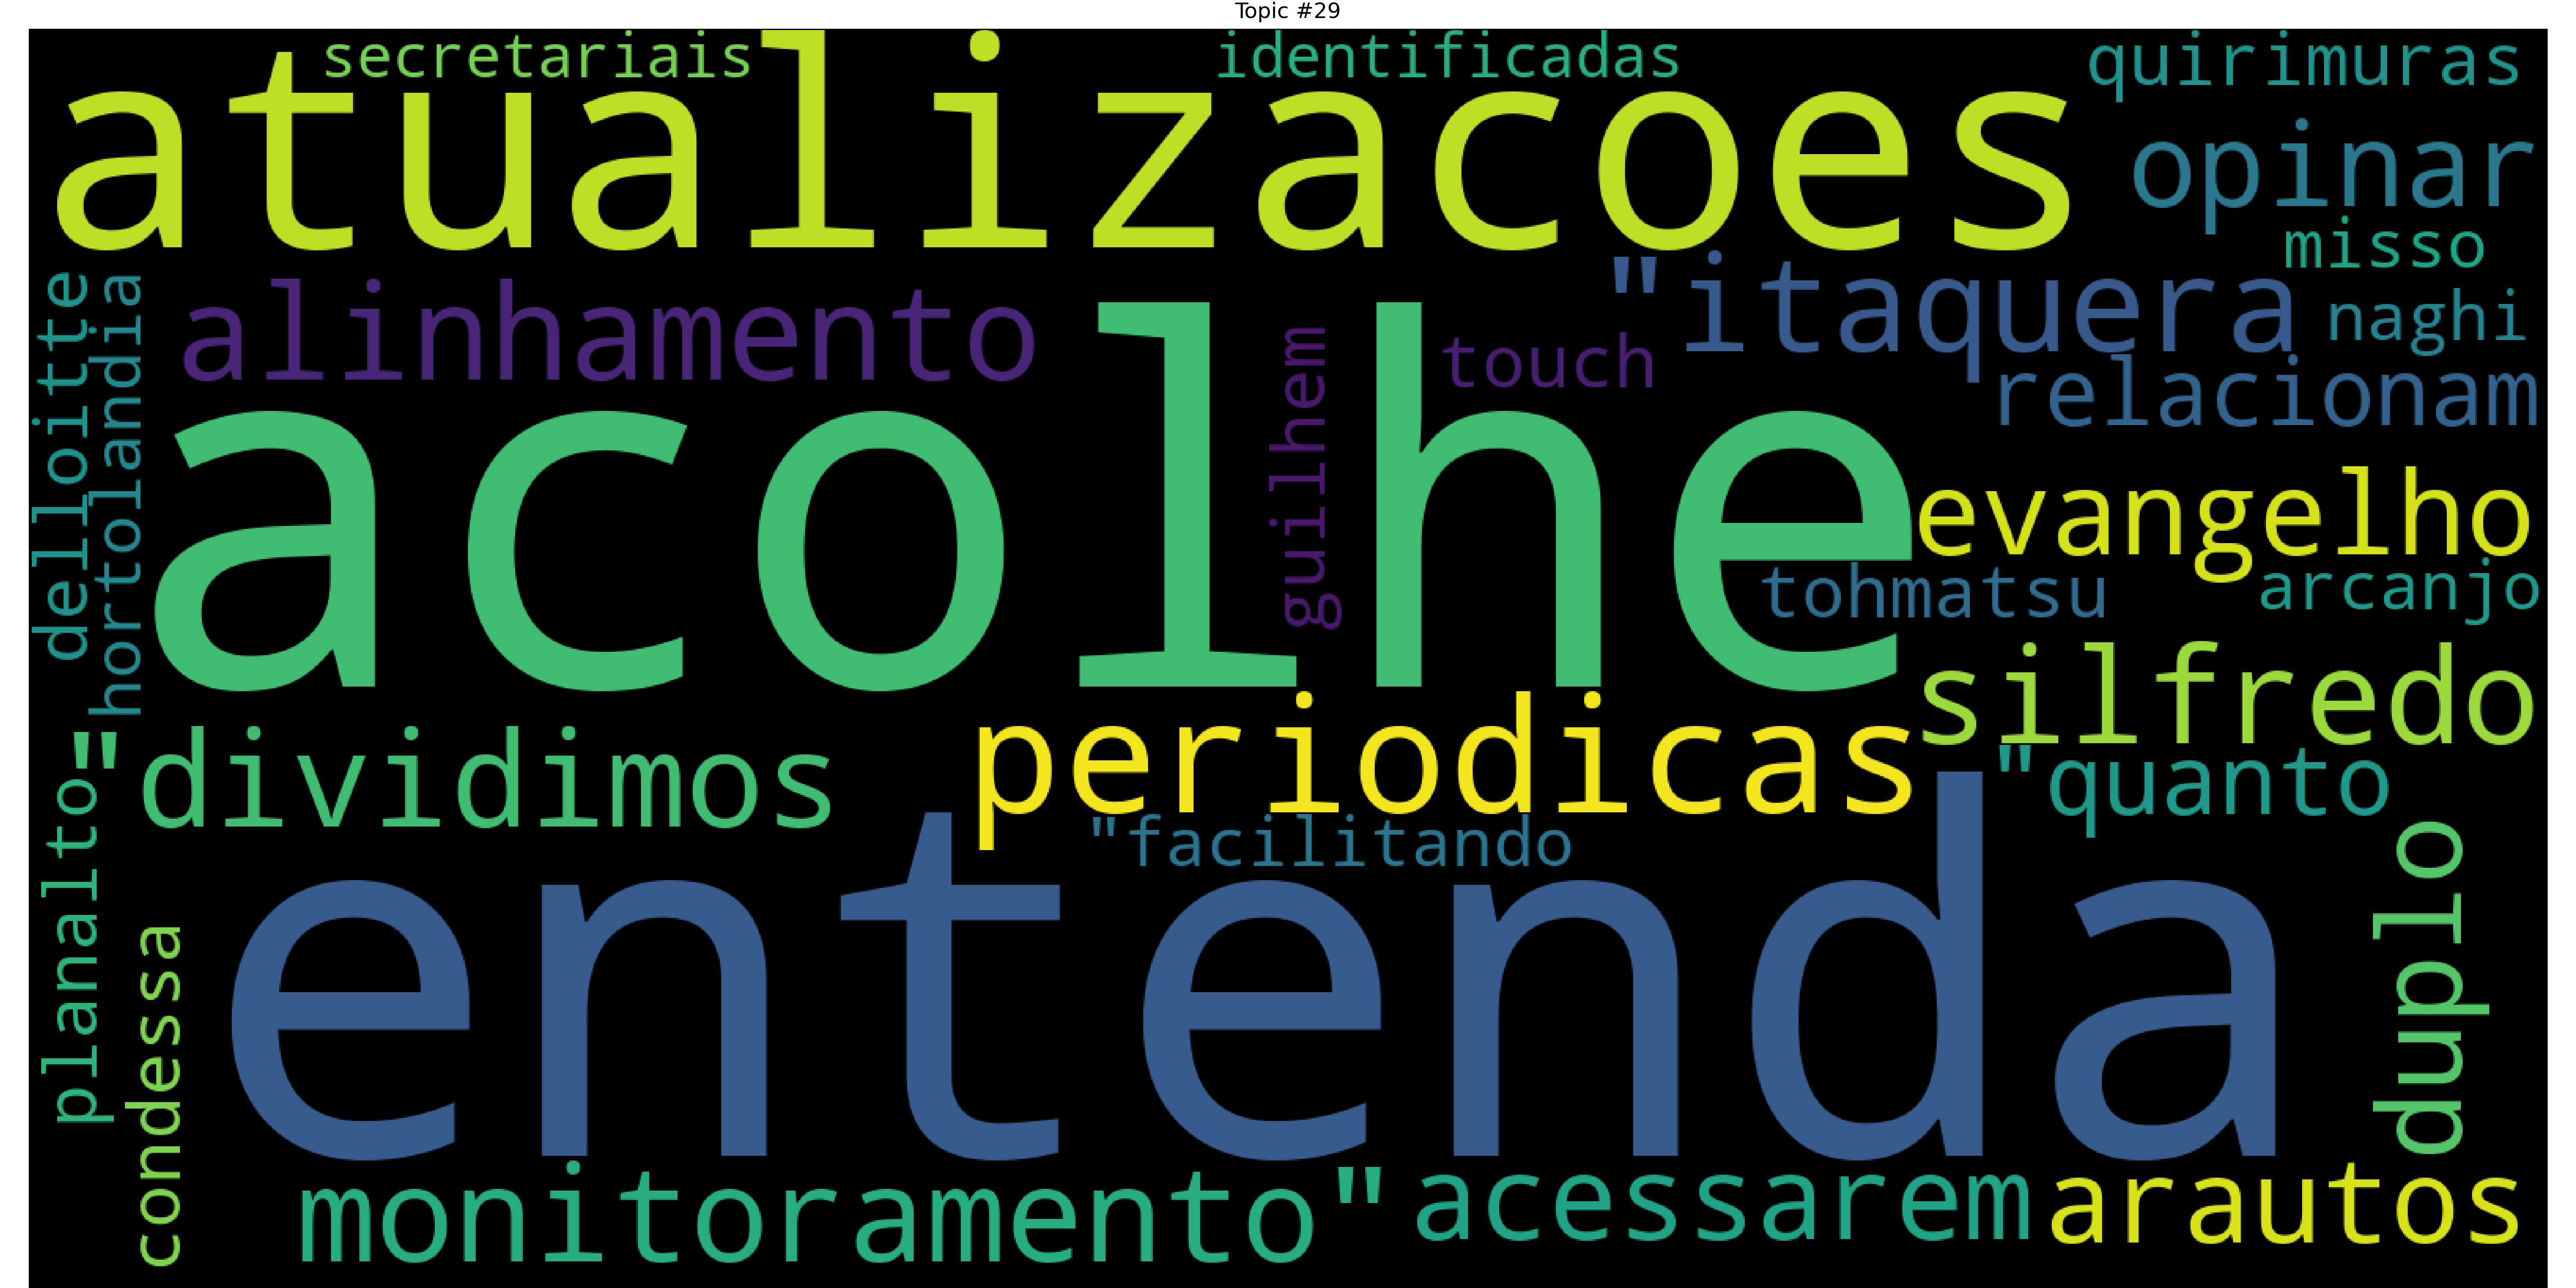 Topic #29
secretariais
identificadas
quirimuras
atualizacoes
opinar
misso
"itaquera
naghi
alinhamento
touch
relacionam
delloitte
hortolandia
guilhem
acolhe
evangelho
tohmatsu
arcanjo
silfredo
"dividimos
periodicas
"quanto
"facilitando
planalto
condessa
entenda
duplo
monitoramento"
acessarem
arautos